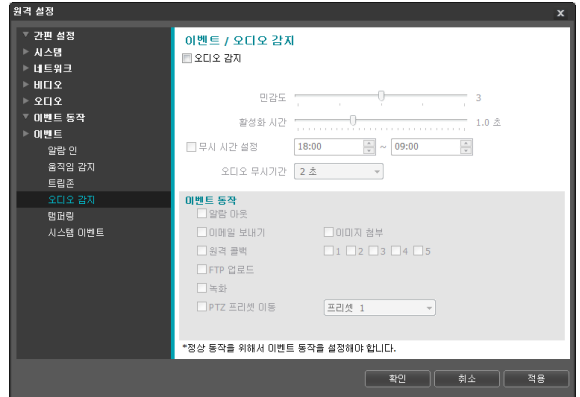 원격 설정
x
간편 설정
시스템
네트워크
비디오
오디오
이벤트 동작
이벤트
알람 인
움직임 감지
트립존
오디오 감지
탬퍼링
시스템 이벤트
이벤트 / 오디오 감지
오디오 감지
민감도 3
활성화 시간 1.0 초
무시 시간 설정 18:00 ~ 09:00
오디오 무시기간 2 초
이벤트 동작
알람 아웃
이메일 보내기 이미지 첨부
원격 콜백 1 2 3 4 5
FTP 업로드
녹화
PTZ 프리셋 이동 프리셋 1
*정상 동작을 위해서 이벤트 동작을 설정해야 합니다.
확인 취소 적용